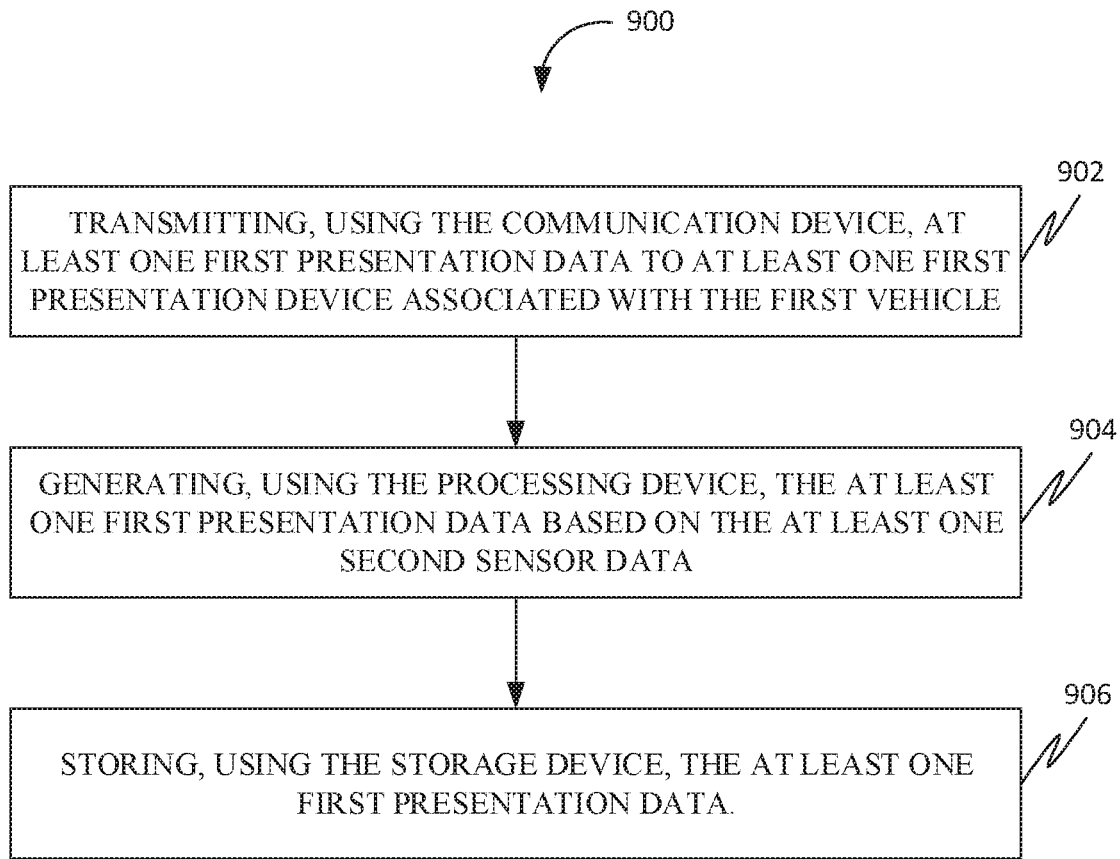 900
902
TRANSMITTING, USING THE COMMUNICATION DEVICE, AT
LEAST ONE FIRST PRESENTATION DATA TO AT LEAST ONE FIRST
PRESENTATION DEVICE ASSOCIATED WITH THE FIRST VEHICLE
904
GENERATING, USING THE PROCESSING DEVICE, THE AT LEAST
ONE FIRST PRESENTATION DATA BASED ON THE AT LEAST ONE
SECOND SENSOR DATA
906
STORING, USING THE STORAGE DEVICE, THE AT LEAST ONE
FIRST PRESENTATION DATA.